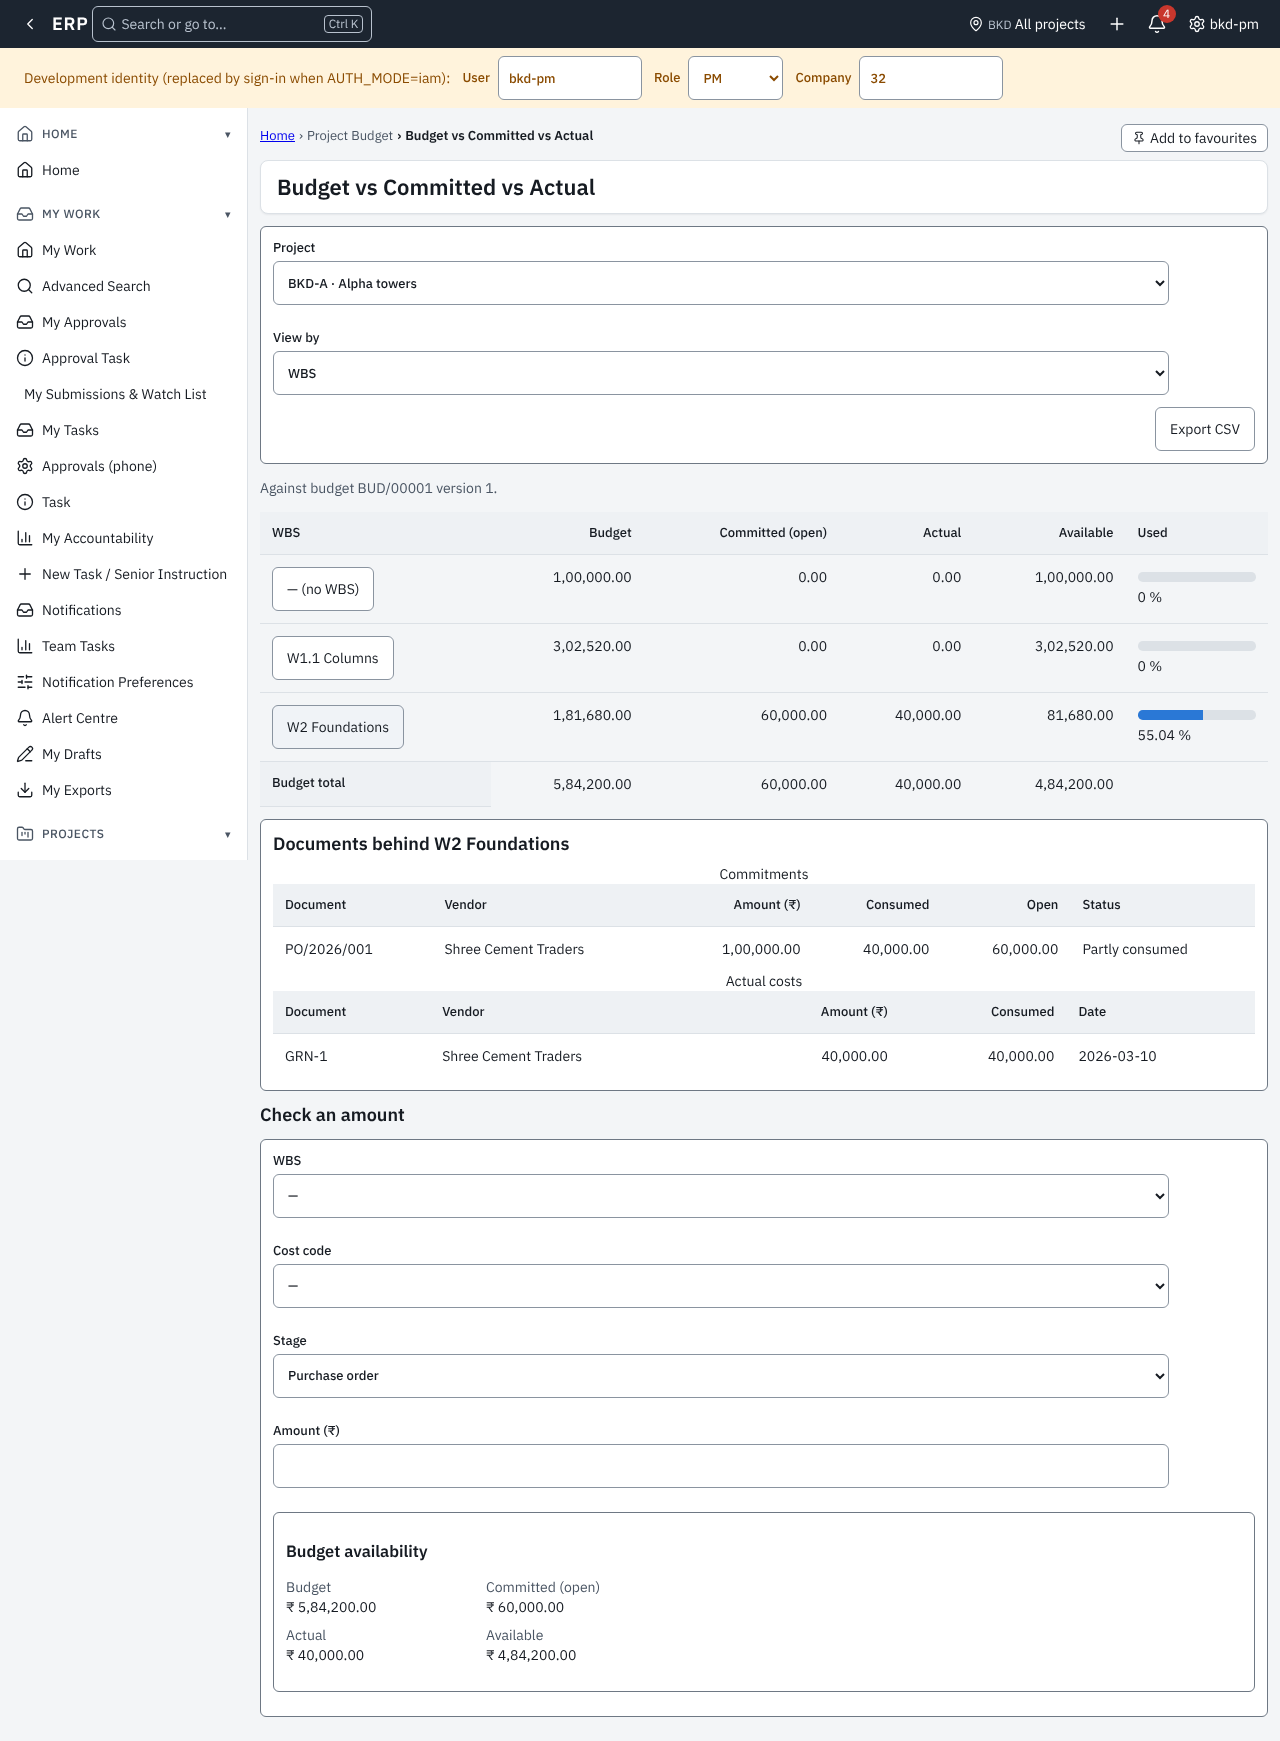 ERP
Search or go to...
Ctrl K
BKD All projects
4
bkd-pm
Development identity (replaced by sign-in when AUTH_MODE=iam):
User
bkd-pm
Role
PM
Company
32
HOME
Home
MY WORK
My Work
Advanced Search
My Approvals
Approval Task
My Submissions & Watch List
My Tasks
Approvals (phone)
Task
My Accountability
New Task / Senior Instruction
Notifications
Team Tasks
Notification Preferences
Alert Centre
My Drafts
My Exports
PROJECTS
Home › Project Budget › Budget vs Committed vs Actual
Add to favourites
Budget vs Committed vs Actual
Project
BKD-A · Alpha towers
View by
WBS
Export CSV
Against budget BUD/00001 version 1.
WBS Budget Committed (open) Actual Available Used
— (no WBS) 1,00,000.00 0.00 0.00 1,00,000.00 0 %
W1.1 Columns 3,02,520.00 0.00 0.00 3,02,520.00 0 %
W2 Foundations 1,81,680.00 60,000.00 40,000.00 81,680.00 55.04 %
Budget total 5,84,200.00 60,000.00 40,000.00 4,84,200.00
Documents behind W2 Foundations
Commitments
Document Vendor Amount (₹) Consumed Open Status
PO/2026/001 Shree Cement Traders 1,00,000.00 40,000.00 60,000.00 Partly consumed
Actual costs
Document Vendor Amount (₹) Consumed Date
GRN-1 Shree Cement Traders 40,000.00 40,000.00 2026-03-10
Check an amount
WBS
—
Cost code
—
Stage
Purchase order
Amount (₹)
Budget availability
Budget Committed (open)
₹ 5,84,200.00 ₹ 60,000.00
Actual Available
₹ 40,000.00 ₹ 4,84,200.00